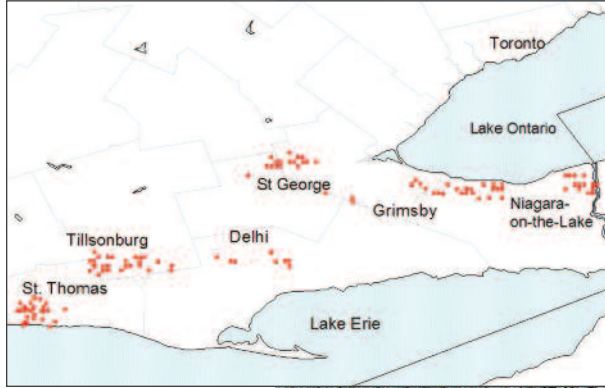 Toronto
Lake Ontario
St George
Grimsby
Niagara-
on-the-Lake
Tillsonburg
Delhi
St. Thomas
Lake Erie